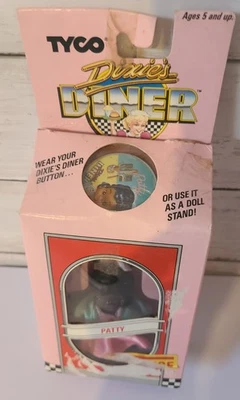 Ages 5 and up.
TYCO
Dixie's
DINER
WEAR YOUR
DIXIE'S DINER
BUTTON...
OR USE IT
AS A DOLL
STAND!
PATTY